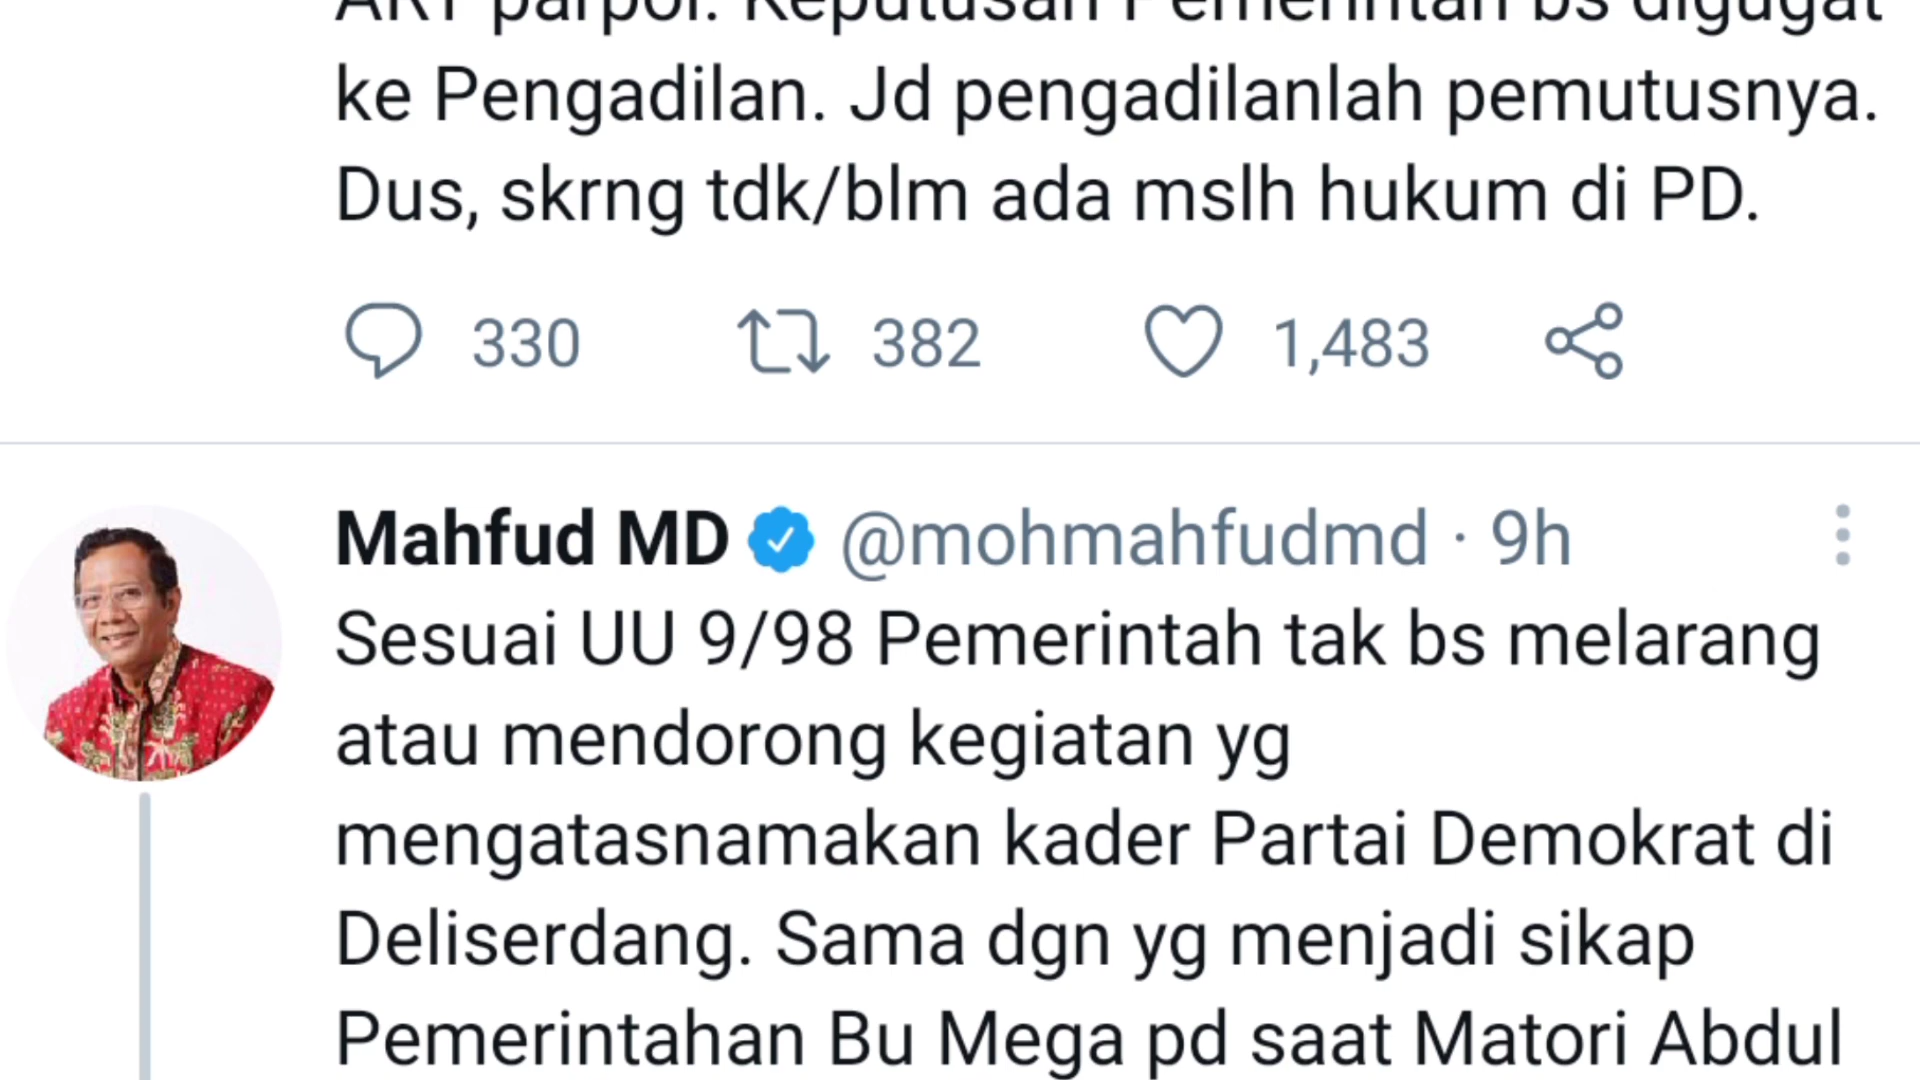 ART parpol. Keputusan Pemerintah bs digugat
ke Pengadilan. Jd pengadilanlah pemutusnya.
Dus, skrng tdk/blm ada mslh hukum di PD.
330 382 1,483
Mahfud MD @mohmahfudmd · 9h
Sesuai UU 9/98 Pemerintah tak bs melarang
atau mendorong kegiatan yg
mengatasnamakan kader Partai Demokrat di
Deliserdang. Sama dgn yg menjadi sikap
Pemerintahan Bu Mega pd saat Matori Abdul